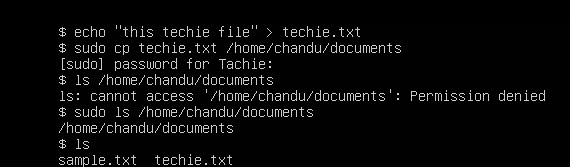 $ echo "this techie file" > techie.txt
$ sudo cp techie.txt /home/chandu/documents
[sudo] password for Tachie:
$ ls /home/chandu/documents
ls: cannot access '/home/chandu/documents': Permission denied
$ sudo ls /home/chandu/documents
/home/chandu/documents
$ ls
sample.txt  techie.txt